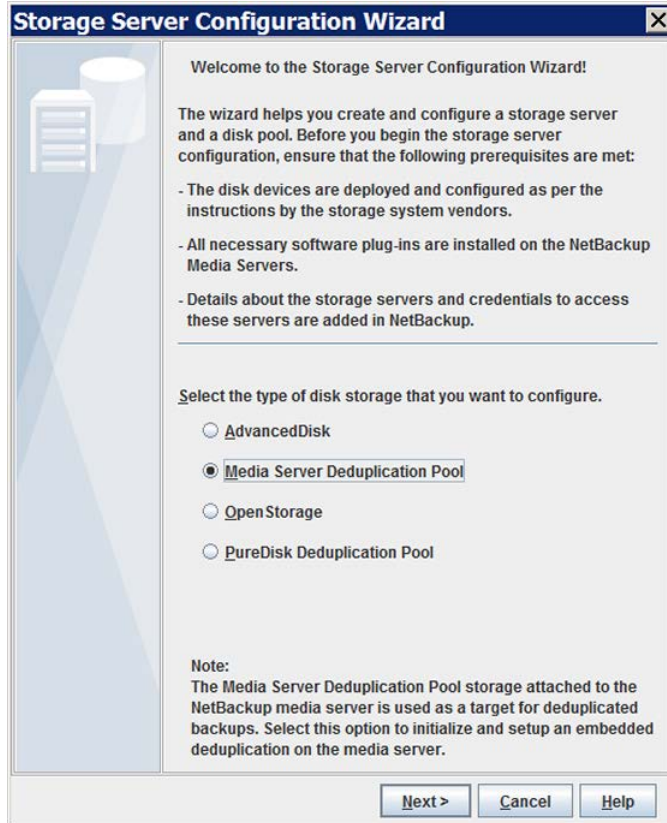 Storage Server Configuration Wizard
Welcome to the Storage Server Configuration Wizard!
The wizard helps you create and configure a storage server
and a disk pool. Before you begin the storage server
configuration, ensure that the following prerequisites are met:
- The disk devices are deployed and configured as per the
instructions by the storage system vendors.
- All necessary software plug-ins are installed on the NetBackup
Media Servers.
- Details about the storage servers and credentials to access
these servers are added in NetBackup.
Select the type of disk storage that you want to configure.
AdvancedDisk
Media Server Deduplication Pool
OpenStorage
PureDisk Deduplication Pool
Note:
The Media Server Deduplication Pool storage attached to the
NetBackup media server is used as a target for deduplicated
backups. Select this option to initialize and setup an embedded
deduplication on the media server.
Next >
Cancel
Help